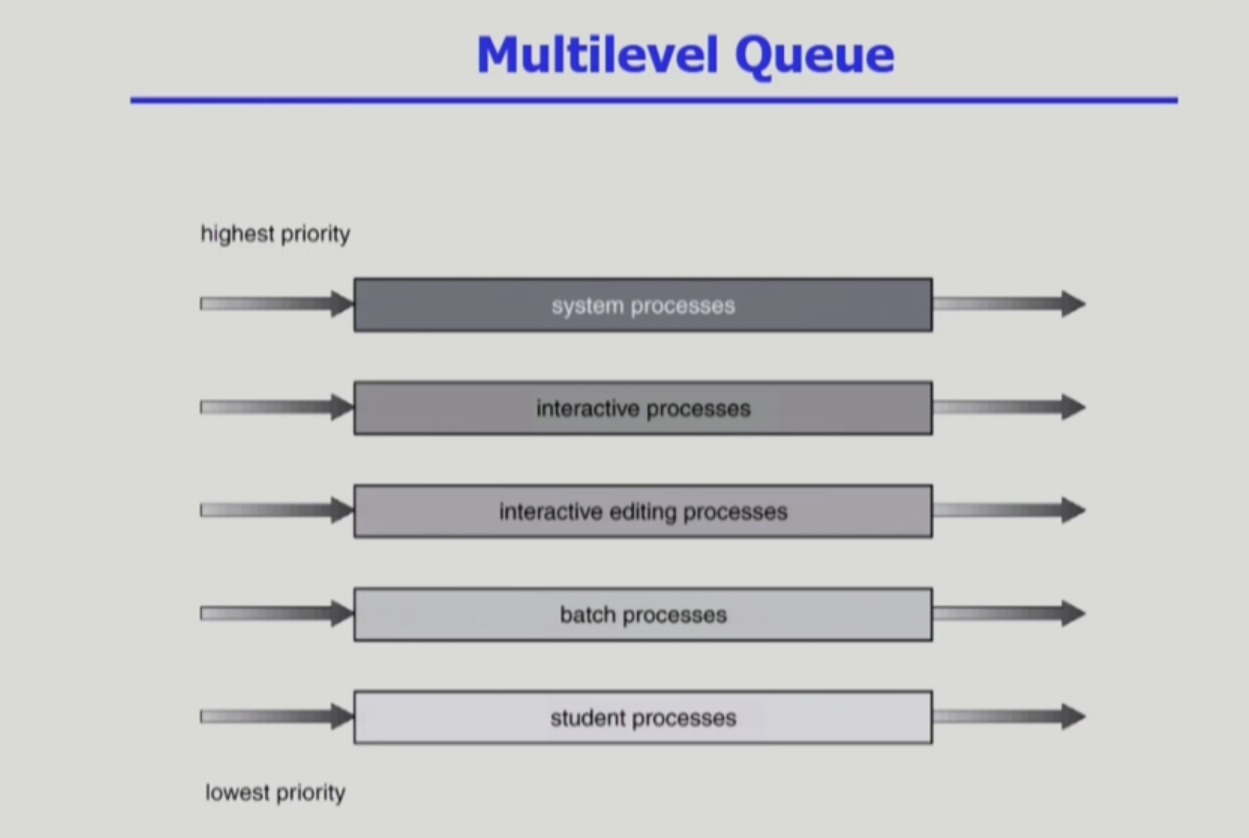 Multilevel Queue
highest priority
system processes
interactive processes
interactive editing processes
batch processes
student processes
lowest priority